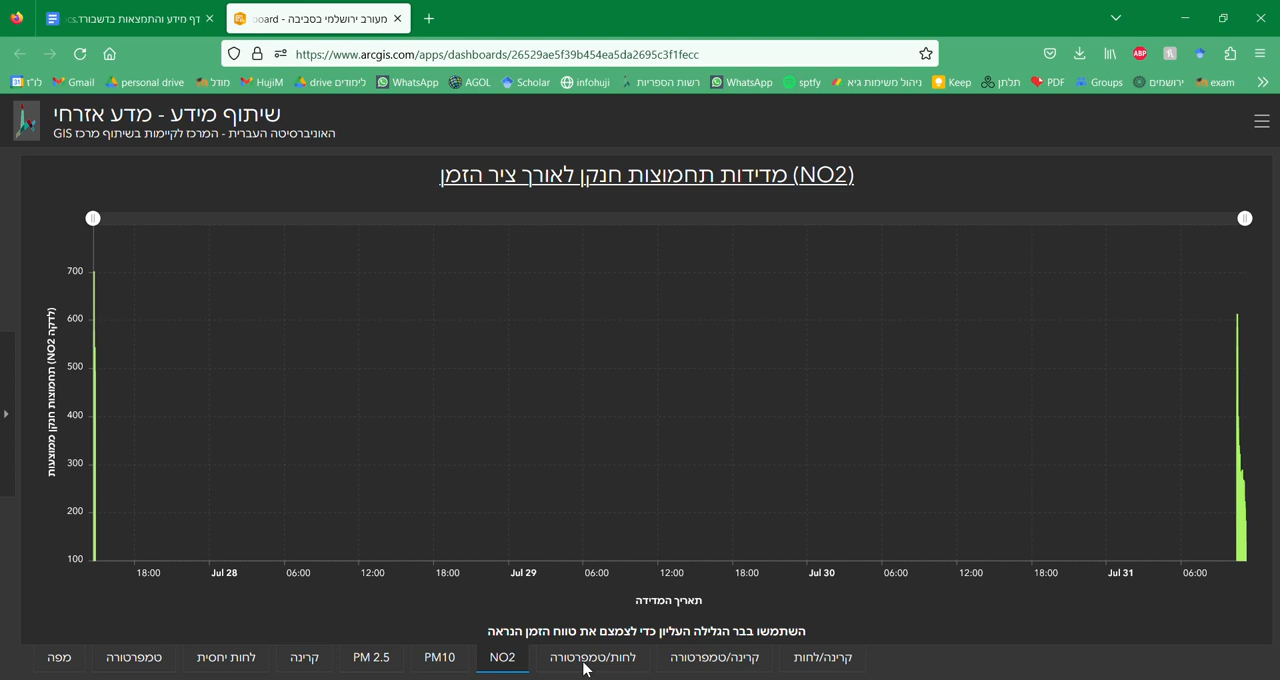 דף מידע והתמצאות בדשבורד.docs
מעורב ירושלמי בסביבה - board
https://www.arcgis.com/apps/dashboards/26529ae5f39b454ea5da2695c3f1fecc
ABP
לו"ז Gmail personal drive מודל HujiM לימודים drive WhatsApp AGOL Scholar infohuji רשות הספריות WhatsApp sptfy ניהול משימות גיא Keep תלתן PDF Groups ירושמים exam
שיתוף מידע - מדע אזרחי
האוניברסיטה העברית - המרכז לקיימות בשיתוף מרכז GIS
מדידות תחמוצות חנקן לאורך ציר הזמן (NO2)
תחמוצות חנקן ממוצעות (NO2 לדקה)
700
600
500
400
300
200
100
18:00 Jul 28 06:00 12:00 18:00 Jul 29 06:00 12:00 18:00 Jul 30 06:00 12:00 18:00 Jul 31 06:00
תאריך המדידה
השתמשו בבר הגלילה העליון כדי לצמצם את טווח הזמן הנראה
מפה טמפרטורה לחות יחסית קרינה PM 2.5 PM10 NO2 לחות/טמפרטורה קרינה/טמפרטורה קרינה/לחות